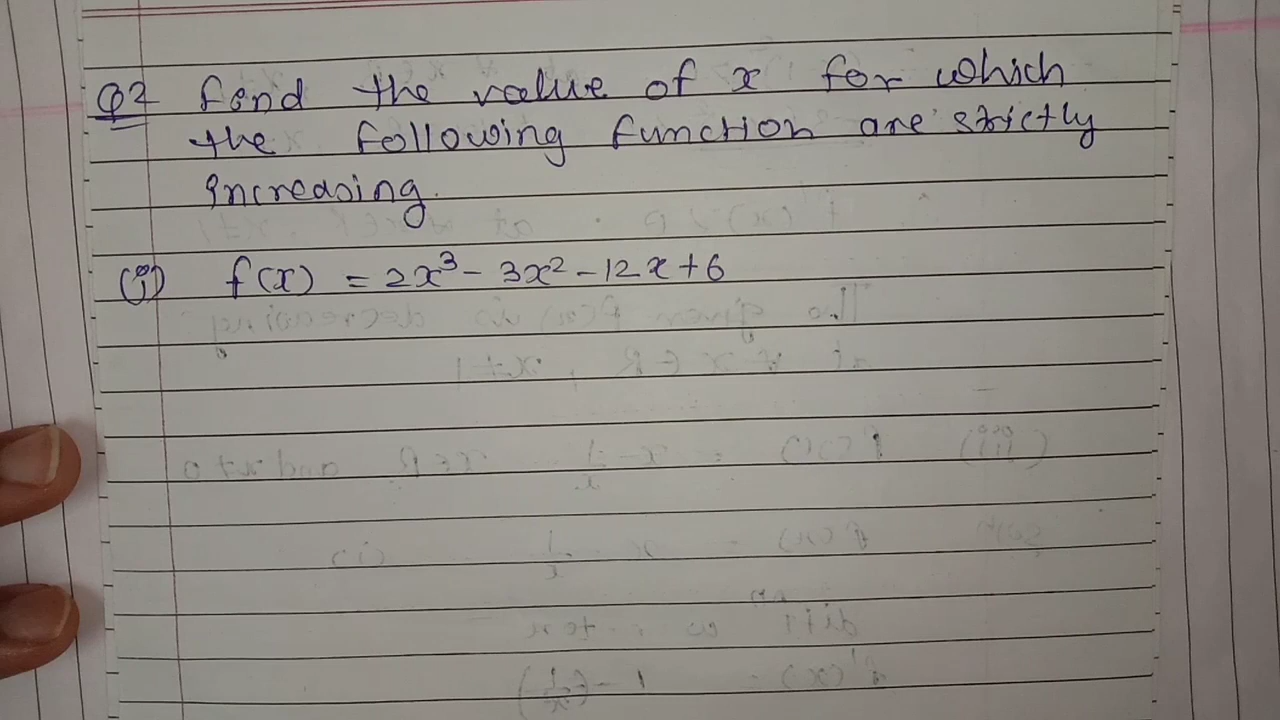 Q2 Find the value of x for which
the following function are strictly
increasing.
(i) f(x) = 2x³ - 3x² - 12x + 6